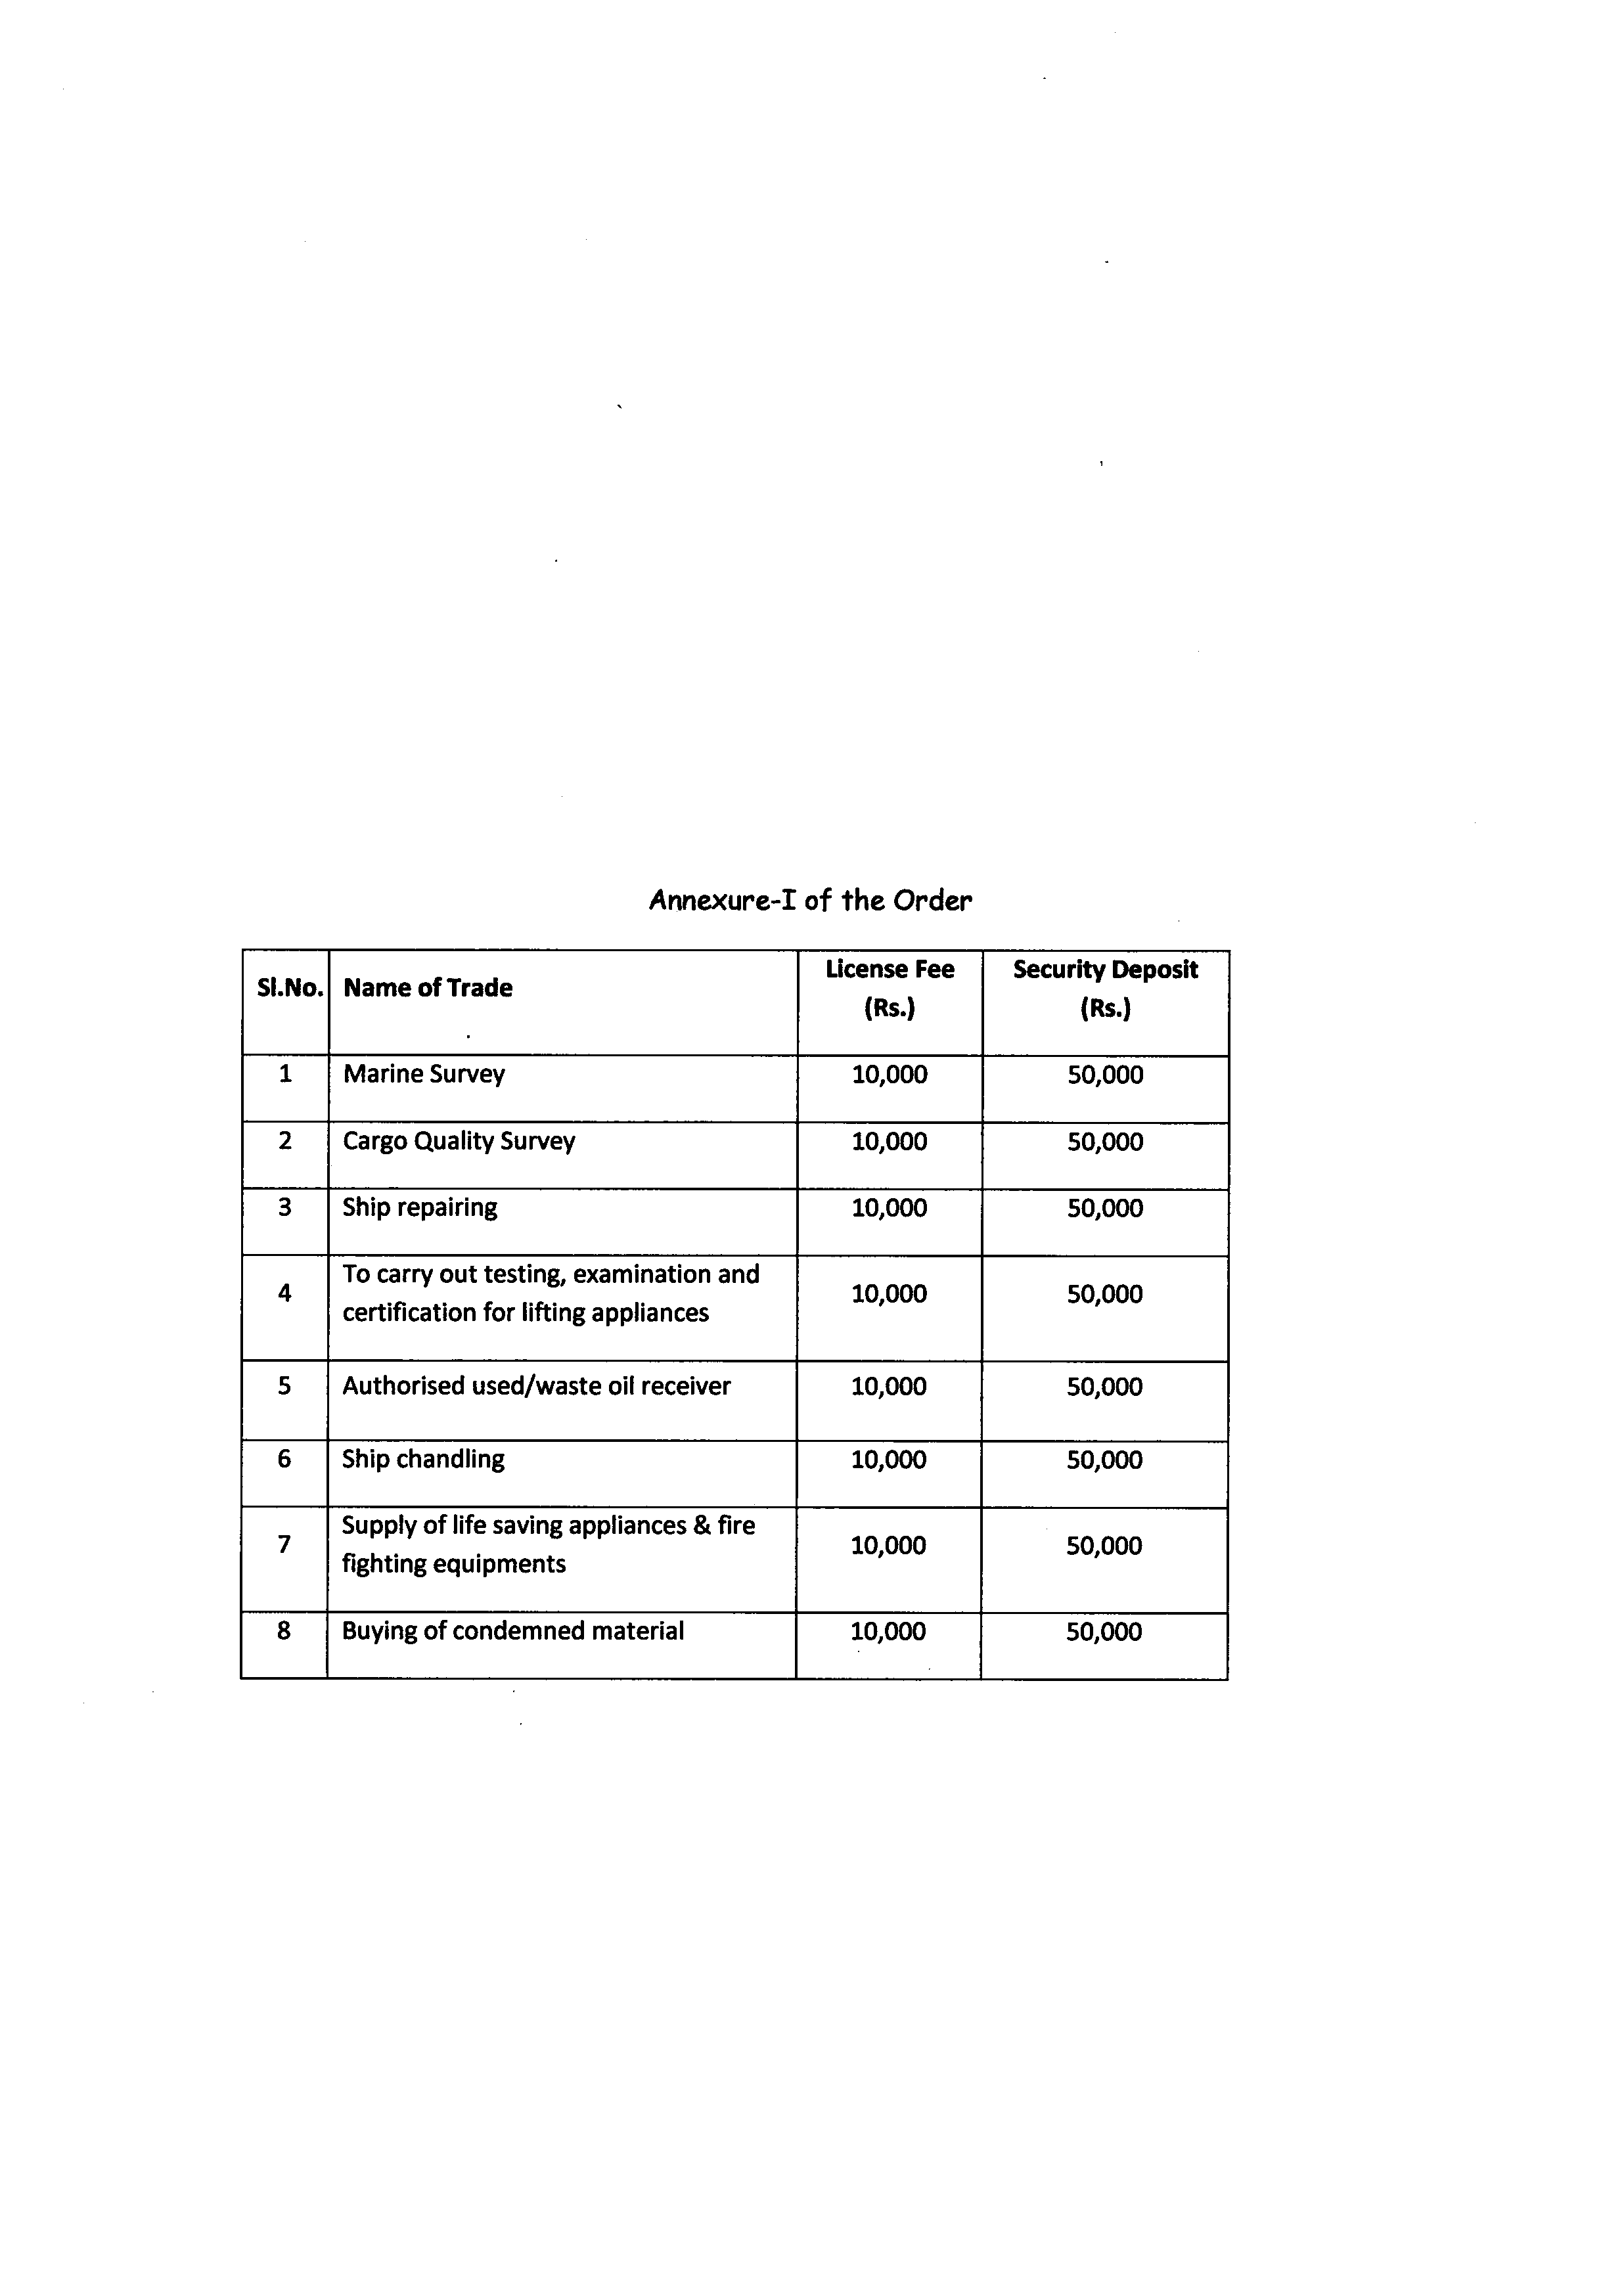 Annexure-I of the Order
Sl.No. Name of Trade License Fee (Rs.) Security Deposit (Rs.)
1 Marine Survey 10,000 50,000
2 Cargo Quality Survey 10,000 50,000
3 Ship repairing 10,000 50,000
4 To carry out testing, examination and
certification for lifting appliances 10,000 50,000
5 Authorised used/waste oil receiver 10,000 50,000
6 Ship chandling 10,000 50,000
7 Supply of life saving appliances & fire
fighting equipments 10,000 50,000
8 Buying of condemned material 10,000 50,000